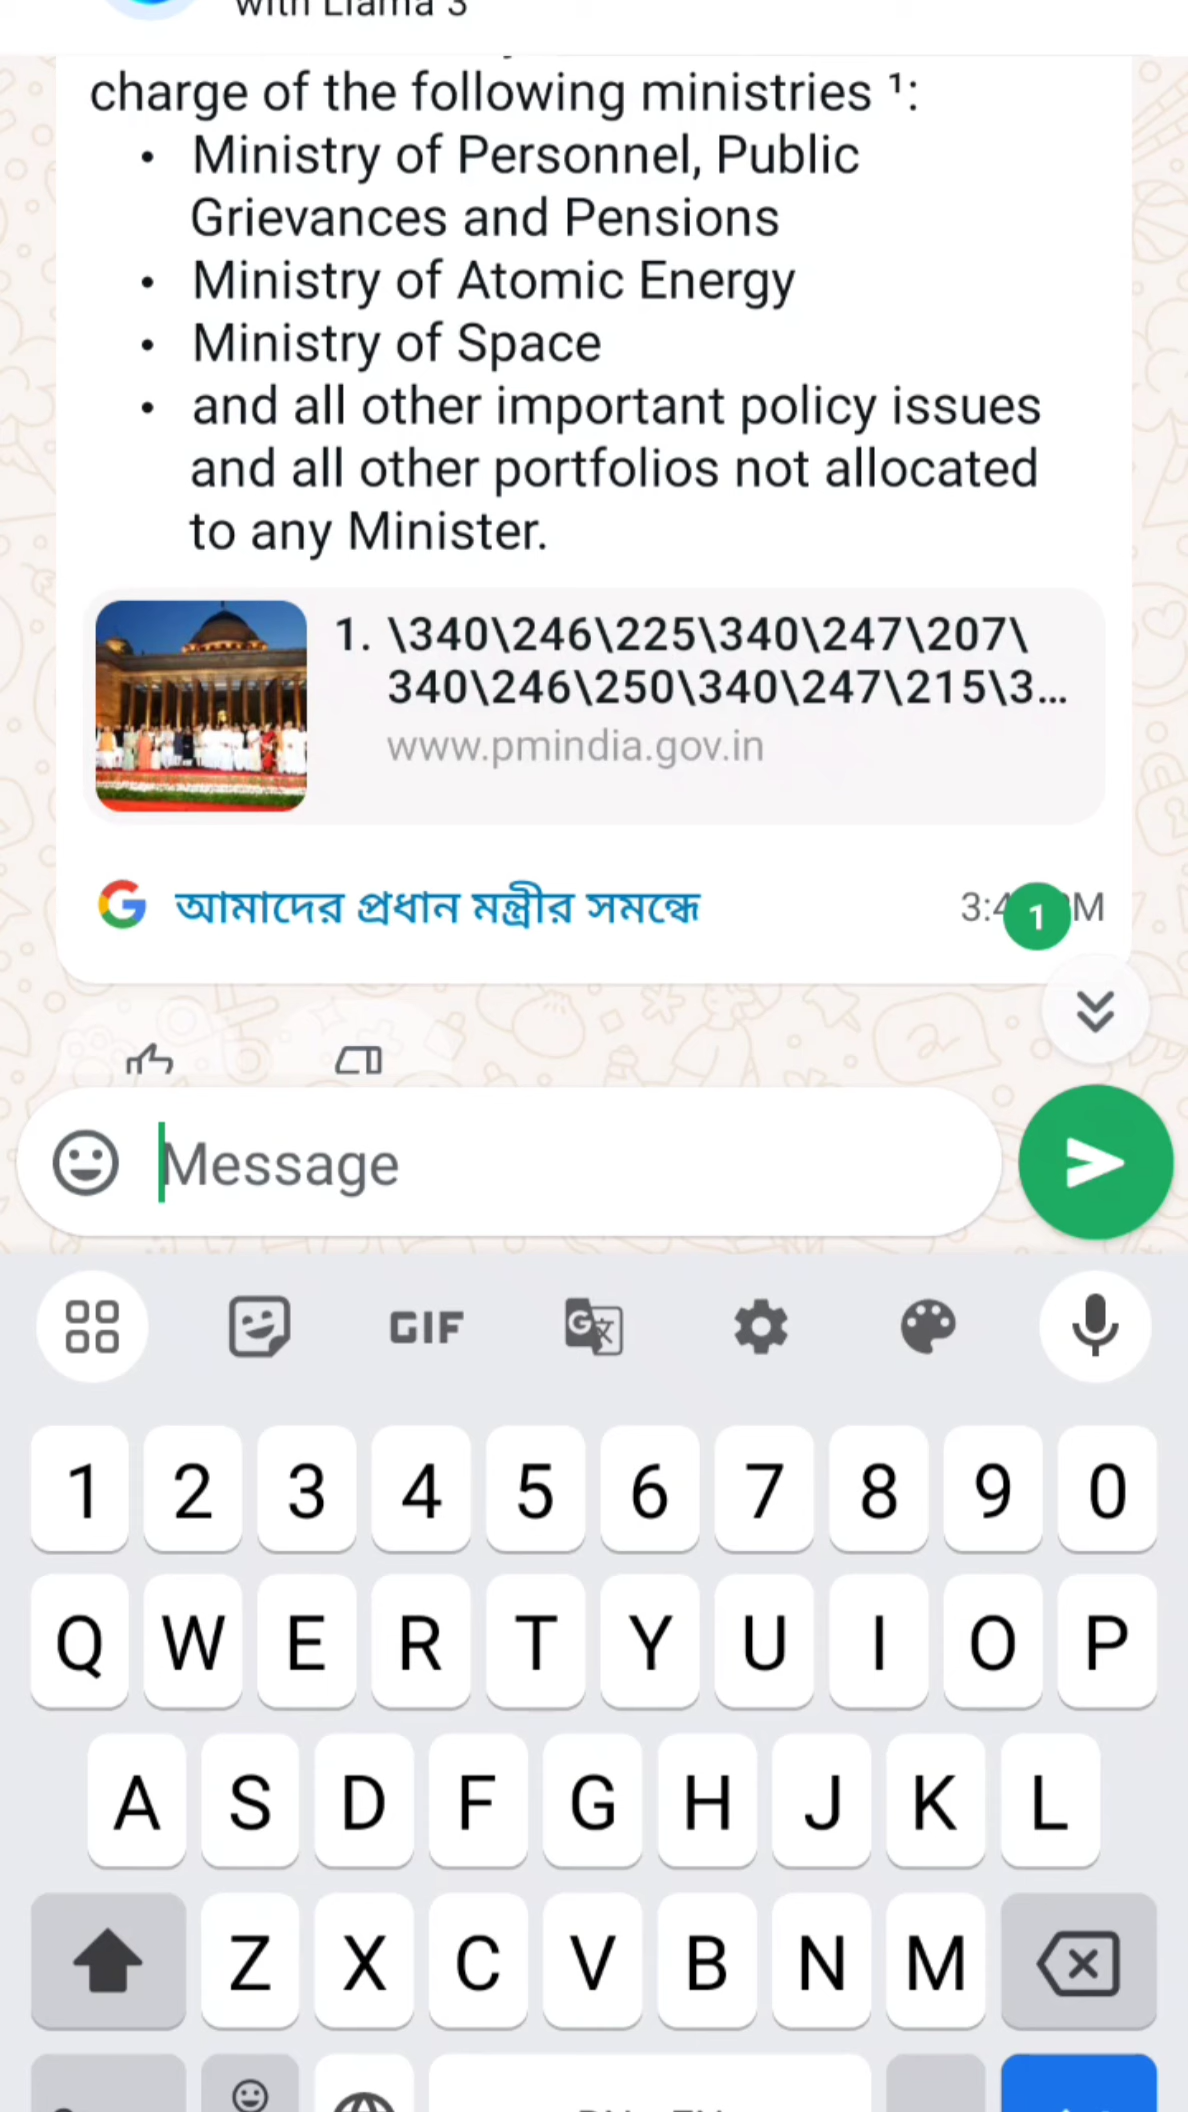 with Llama 3
charge of the following ministries ¹:
• Ministry of Personnel, Public
Grievances and Pensions
• Ministry of Atomic Energy
• Ministry of Space
• and all other important policy issues
and all other portfolios not allocated
to any Minister.
1. \340\246\225\340\247\207\
340\246\250\340\247\215\3...
www.pmindia.gov.in
আমাদের প্রধান মন্ত্রীর সমন্ধে
1
Message
GIF
1 2 3 4 5 6 7 8 9 0
Q W E R T Y U I O P
A S D F G H J K L
Z X C V B N M